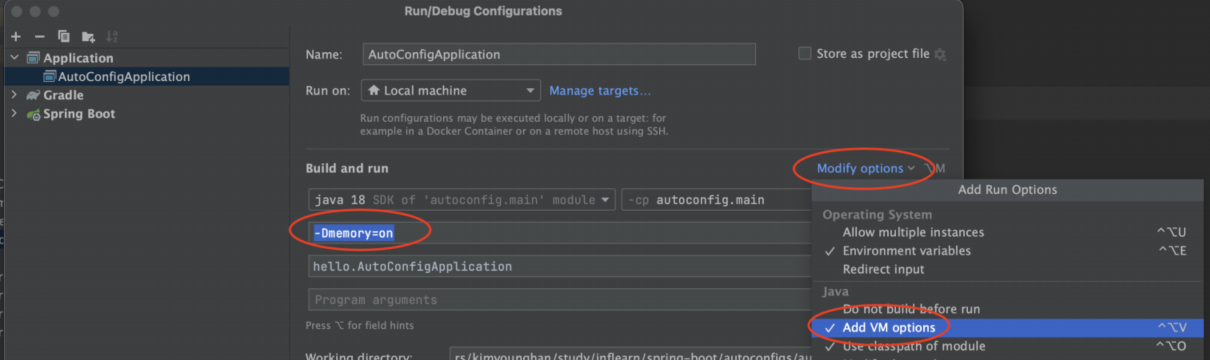 Run/Debug Configurations
Application
AutoConfigApplication
Gradle
Spring Boot
Name: AutoConfigApplication
Store as project file
Run on: Local machine Manage targets...
Run configurations may be executed locally or on a target: for
example in a Docker Container or on a remote host using SSH.
Build and run
Modify options ⌥M
java 18 SDK of 'autoconfig.main' module
-cp autoconfig.main
-Dmemory=on
hello.AutoConfigApplication
Program arguments
Press ⌥ for field hints
Working directory: rs/kimyounghan/study/inflearn/spring-boot/autoconfigs/au
Add Run Options
Operating System
Allow multiple instances ^⌥U
Environment variables ^⌥E
Redirect input
Java
Do not build before run
Add VM options ^⌥V
Use classpath of module ^⌥O